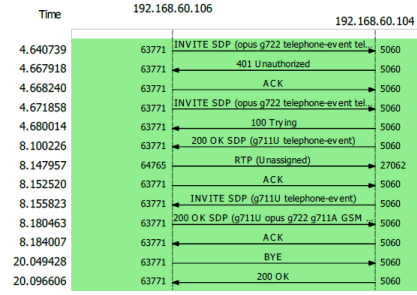 Time 192.168.60.106 192.168.60.104
4.640739 63771 INVITE SDP (opus g722 telephone-event tel... 5060
4.667918 63771 401 Unauthorized 5060
4.668240 63771 ACK 5060
4.671858 63771 INVITE SDP (opus g722 telephone-event tel... 5060
4.680014 63771 100 Trying 5060
8.100226 63771 200 OK SDP (g711U telephone-event) 5060
8.147957 64765 RTP (Unassigned) 27062
8.152520 63771 ACK 5060
8.155823 63771 INVITE SDP (g711U telephone-event) 5060
8.180463 63771 200 OK SDP (g711U opus g722 g711A GSM ... 5060
8.184007 63771 ACK 5060
20.049428 63771 BYE 5060
20.096606 63771 200 OK 5060